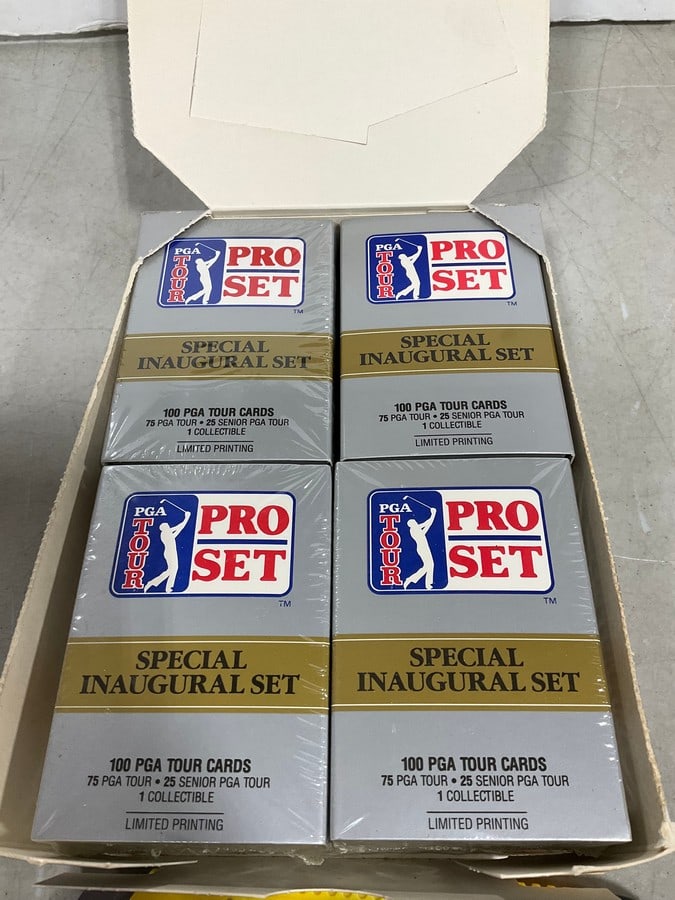 PGA TOUR
PRO
SET
TM
SPECIAL
INAUGURAL SET
100 PGA TOUR CARDS
75 PGA TOUR • 25 SENIOR PGA TOUR
1 COLLECTIBLE
LIMITED PRINTING
PGA TOUR
PRO
SET
TM
SPECIAL
INAUGURAL SET
100 PGA TOUR CARDS
75 PGA TOUR • 25 SENIOR PGA TOUR
1 COLLECTIBLE
LIMITED PRINTING
PGA TOUR
PRO
SET
TM
SPECIAL
INAUGURAL SET
100 PGA TOUR CARDS
75 PGA TOUR • 25 SENIOR PGA TOUR
1 COLLECTIBLE
LIMITED PRINTING
PGA TOUR
PRO
SET
TM
SPECIAL
INAUGURAL SET
100 PGA TOUR CARDS
75 PGA TOUR • 25 SENIOR PGA TOUR
1 COLLECTIBLE
LIMITED PRINTING